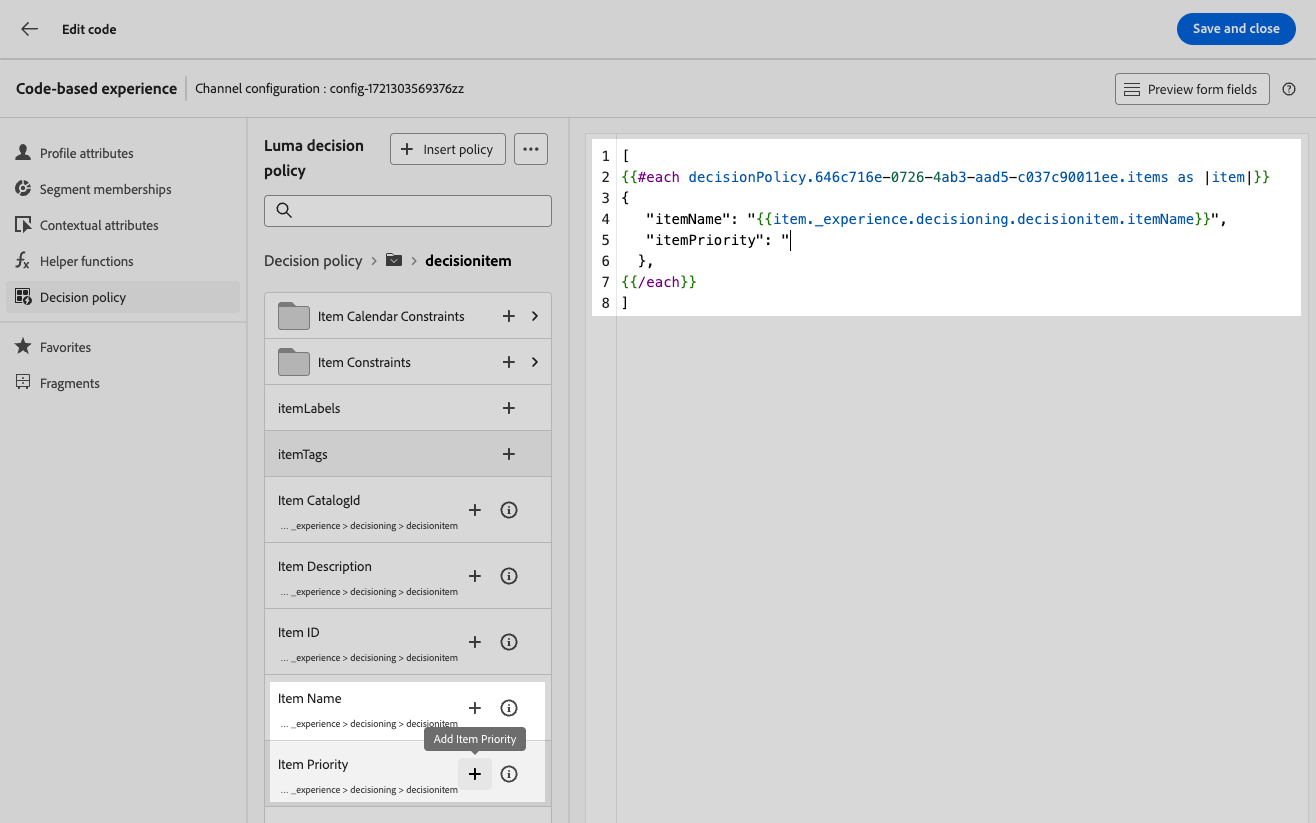 Edit code
Save and close
Code-based experience
Channel configuration : config-1721303569376zz
Preview form fields
Profile attributes
Segment memberships
Contextual attributes
Helper functions
Decision policy
Favorites
Fragments
Luma decision
policy
Insert policy
Decision policy > > decisionitem
Item Calendar Constraints
Item Constraints
itemLabels
itemTags
Item CatalogId
... _experience > decisioning > decisionitem
Item Description
... _experience > decisioning > decisionitem
Item ID
... _experience > decisioning > decisionitem
Item Name
... _experience > decisioning > decisionitem
Add Item Priority
Item Priority
... _experience > decisioning > decisionitem
1 [
2 {{#each decisionPolicy.646c716e-0726-4ab3-aad5-c037c90011ee.items as |item|}}
3 {
4 "itemName": "{{item._experience.decisioning.decisionitem.itemName}}",
5 "itemPriority": "
6 },
7 {{/each}}
8 ]